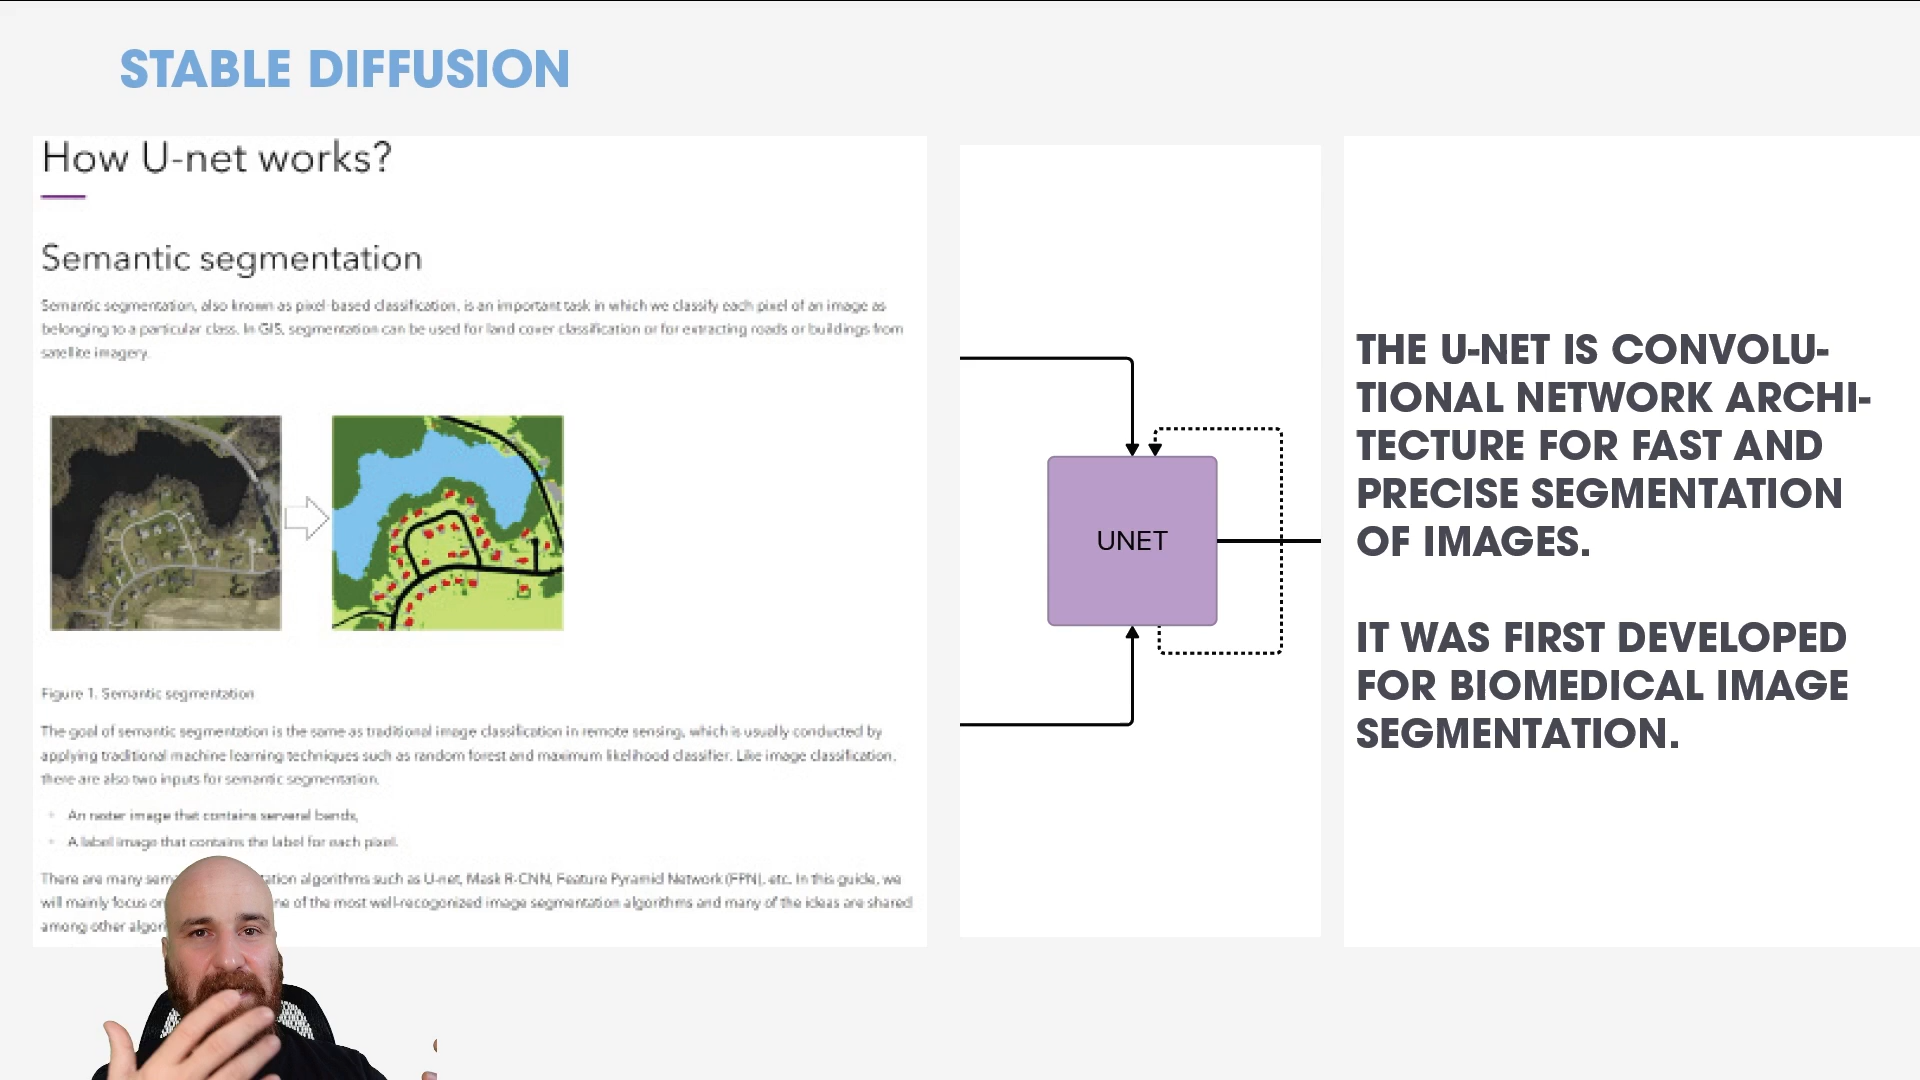 STABLE DIFFUSION
How U-net works?
Semantic segmentation
Semantic segmentation, also known as pixel-based classification, is an important task in which we classify each pixel of an image as
belonging to a particular class. In GIS, segmentation can be used for land cover classification or for extracting roads or buildings from
satellite imagery.
Figure 1. Semantic segmentation
The goal of semantic segmentation is the same as traditional image classification in remote sensing, which is usually conducted by
applying traditional machine learning techniques such as random forest and maximum likelihood classifier. Like image classification,
there are also two inputs for semantic segmentation.
An raster image that contains serveral bands,
A label image that contains the label for each pixel.
There are many sem tation algorithms such as U-net, Mask R-CNN, Feature Pyramid Network (FPN), etc. In this guide, we
will mainly focus on ne of the most well-recogonized image segmentation algorithms and many of the ideas are shared
among other algor
UNET
THE U-NET IS CONVOLU-
TIONAL NETWORK ARCHI-
TECTURE FOR FAST AND
PRECISE SEGMENTATION
OF IMAGES.
IT WAS FIRST DEVELOPED
FOR BIOMEDICAL IMAGE
SEGMENTATION.